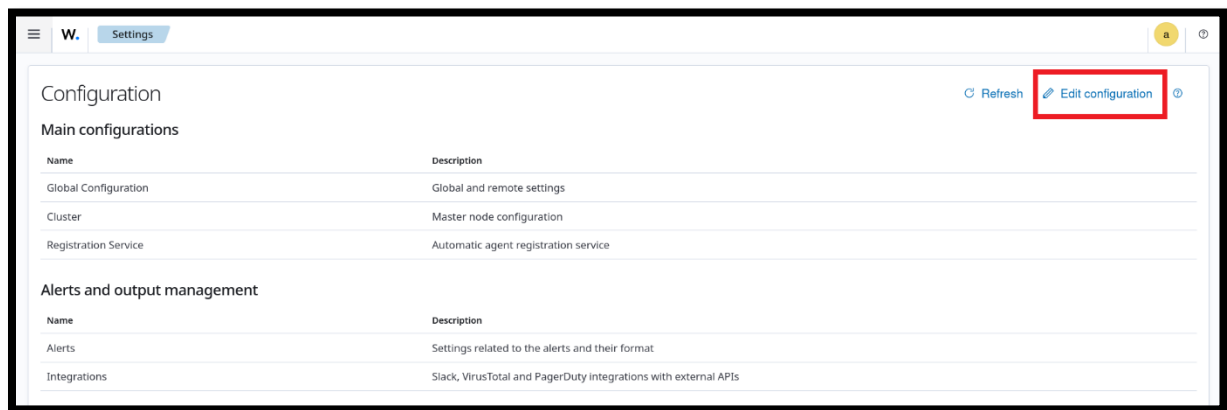 W. Settings a
Configuration Refresh Edit configuration
Main configurations
Name Description
Global Configuration Global and remote settings
Cluster Master node configuration
Registration Service Automatic agent registration service
Alerts and output management
Name Description
Alerts Settings related to the alerts and their format
Integrations Slack, VirusTotal and PagerDuty integrations with external APIs